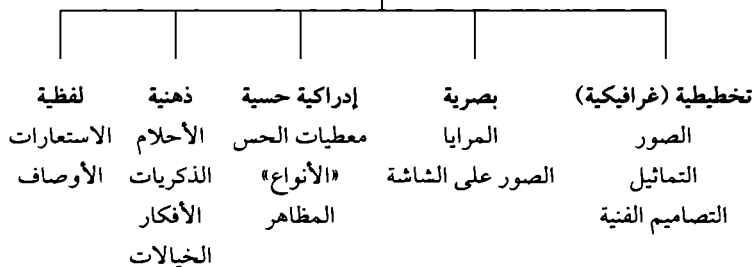 تخطيطية (غرافيكية) بصرية إدراكية حسية ذهنية لفظية
الصور المرايا معطيات الحس الأحلام الاستعارات
التماثيل الصور على الشاشة «الأنواع» الذكريات الأوصاف
التصاميم الفنية المظاهر الأفكار
الخيالات